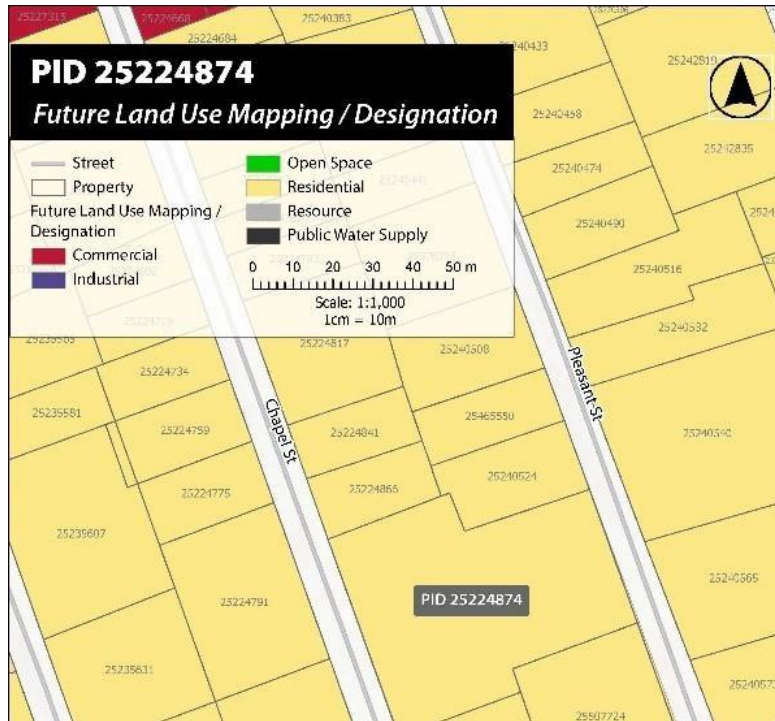 25227313
25224668
25224684
25240383
25240433
25242819
PID 25224874
Future Land Use Mapping / Designation
25240458
25242835
25240474
25240490
25240516
Street
Property
Future Land Use Mapping /
Designation
Commercial
Industrial
Open Space
Residential
Resource
Public Water Supply
0 10 20 30 40 50 m
Scale: 1:1,000
1cm = 10m
25240532
25224817
25240508
25224734
Pleasant St
25235581
25224759
Chapel St
25224841
25465550
25240540
25224775
25224866
25240524
25235607
25224791
PID 25224874
25240565
25235631
25507724